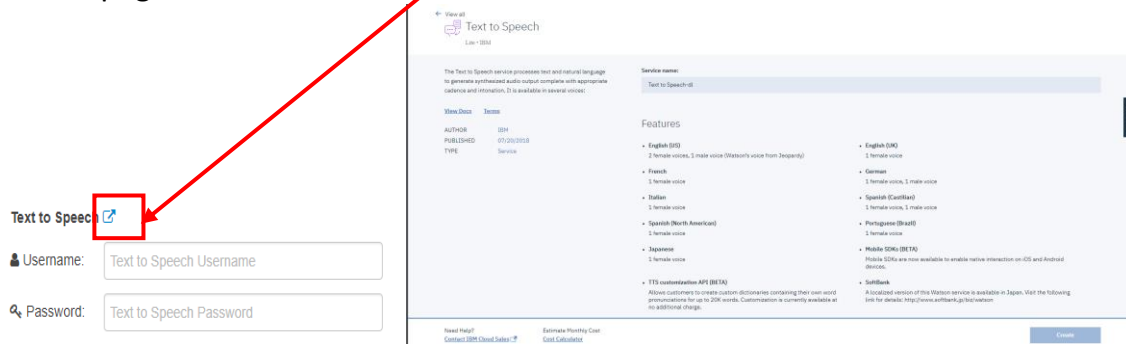 View all
Text to Speech
Lite • IBM
The Text to Speech service processes text and natural language
to generate synthesized audio output complete with appropriate
cadence and intonation. It is available in several voices:
View Docs Terms
AUTHOR IBM
PUBLISHED 07/20/2018
TYPE Service
Service name:
Text to Speech-dl
Features
• English (US)
2 female voices, 1 male voice (Watson's voice from Jeopardy)
• French
1 female voice
• Italian
1 female voice
• Spanish (North American)
1 female voice
• Japanese
1 female voice
• TTS customization API (BETA)
Allows customers to create custom dictionaries containing their own word
pronunciations for up to 20K words. Customization is currently available at
no additional charge.
• English (UK)
1 female voice
• German
1 female voice, 1 male voice
• Spanish (Castilian)
1 female voice, 1 male voice
• Portuguese (Brazil)
1 female voice
• Mobile SDKs (BETA)
Mobile SDKs are now available to enable native interaction on iOS and Android
devices.
• SoftBank
A localized version of this Watson service is available in Japan. Visit the following
link for details: http://www.softbank.jp/biz/watson
Need Help?
Contact IBM Cloud Sales
Estimate Monthly Cost
Cost Calculator
Create
Text to Speech
Username: Text to Speech Username
Password: Text to Speech Password